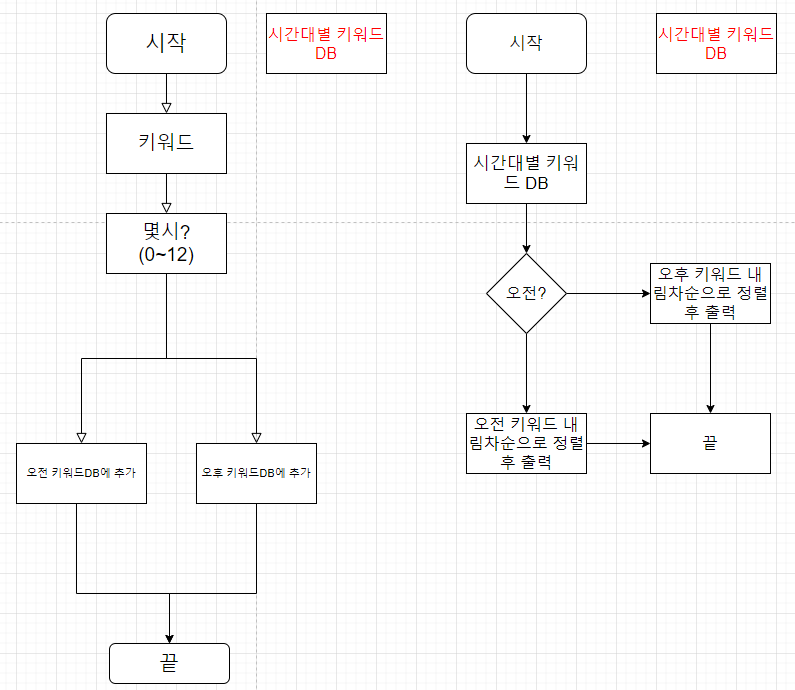 시작
시간대별 키워드
DB
키워드
몇시?
(0~12)
오전 키워드DB에 추가
오후 키워드DB에 추가
끝
시작
시간대별 키워드
DB
시간대별 키워
드 DB
오전?
오후 키워드 내
림차순으로 정렬
후 출력
오전 키워드 내
림차순으로 정렬
후 출력
끝